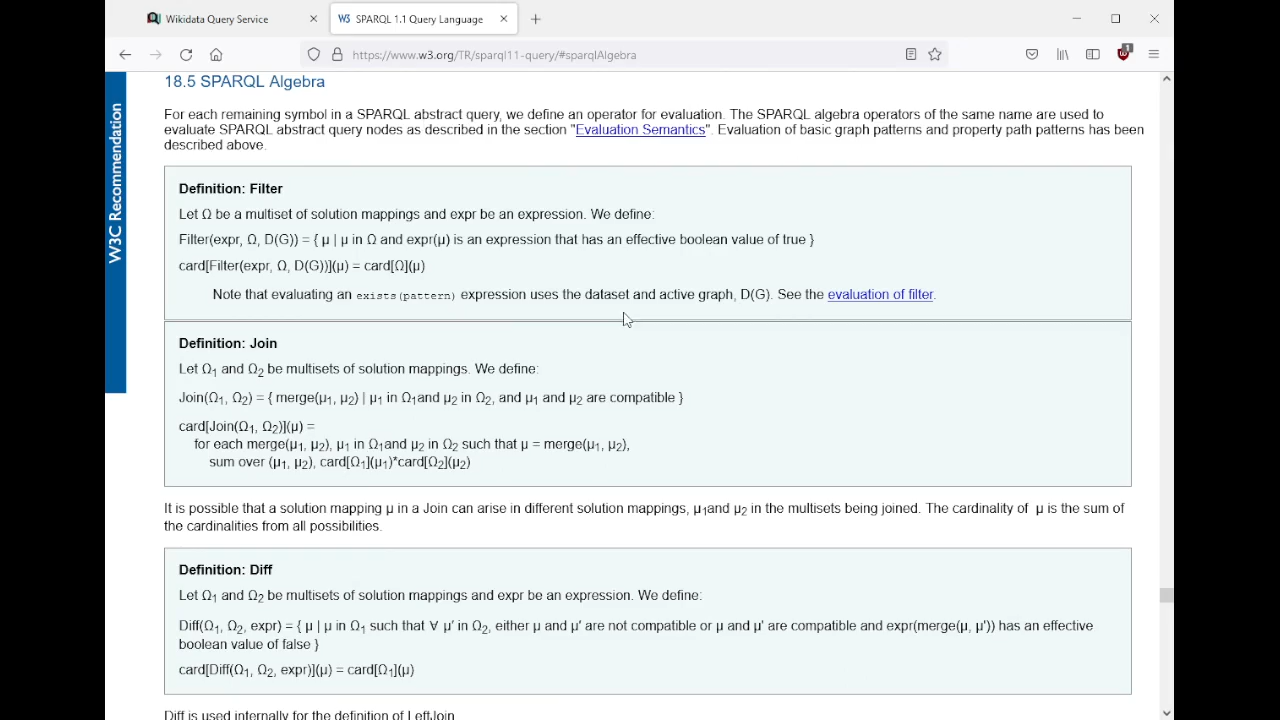 Wikidata Query Service
W3 SPARQL 1.1 Query Language
https://www.w3.org/TR/sparql11-query/#sparqlAlgebra
1
W3C Recommendation
18.5 SPARQL Algebra
For each remaining symbol in a SPARQL abstract query, we define an operator for evaluation. The SPARQL algebra operators of the same name are used to
evaluate SPARQL abstract query nodes as described in the section "Evaluation Semantics". Evaluation of basic graph patterns and property path patterns has been
described above.
Definition: Filter
Let Ω be a multiset of solution mappings and expr be an expression. We define:
Filter(expr, Ω, D(G)) = { μ | μ in Ω and expr(μ) is an expression that has an effective boolean value of true }
card[Filter(expr, Ω, D(G))](μ) = card[Ω](μ)
Note that evaluating an exists(pattern) expression uses the dataset and active graph, D(G). See the evaluation of filter.
Definition: Join
Let Ω1 and Ω2 be multisets of solution mappings. We define:
Join(Ω1, Ω2) = { merge(μ1, μ2) | μ1 in Ω1and μ2 in Ω2, and μ1 and μ2 are compatible }
card[Join(Ω1, Ω2)](μ) =
for each merge(μ1, μ2), μ1 in Ω1and μ2 in Ω2 such that μ = merge(μ1, μ2),
sum over (μ1, μ2), card[Ω1](μ1)*card[Ω2](μ2)
It is possible that a solution mapping μ in a Join can arise in different solution mappings, μ1and μ2 in the multisets being joined. The cardinality of μ is the sum of
the cardinalities from all possibilities.
Definition: Diff
Let Ω1 and Ω2 be multisets of solution mappings and expr be an expression. We define:
Diff(Ω1, Ω2, expr) = { μ | μ in Ω1 such that ∀ μ′ in Ω2, either μ and μ′ are not compatible or μ and μ' are compatible and expr(merge(μ, μ')) has an effective
boolean value of false }
card[Diff(Ω1, Ω2, expr)](μ) = card[Ω1](μ)
Diff is used internally for the definition of LeftJoin.